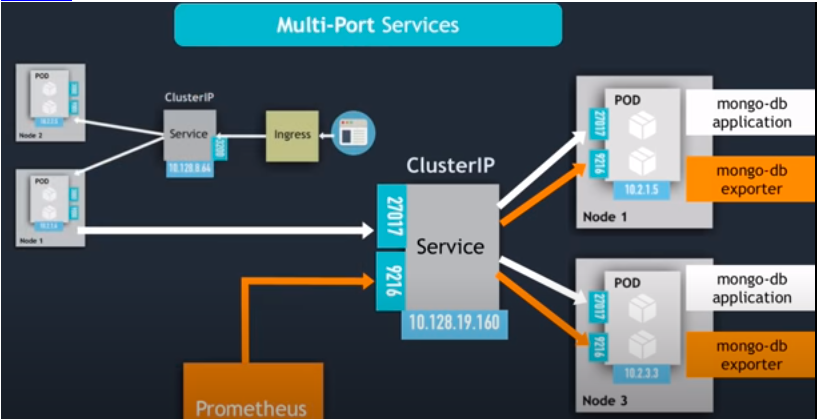 Multi-Port Services
POD
Node 2
ClusterIP
Service
3200
10.128.8.64
Ingress
POD
Node 1
ClusterIP
27017
9216
Service
10.128.19.160
Prometheus
POD
27017
9216
10.2.1.5
Node 1
mongo-db
application
mongo-db
exporter
POD
27017
9216
10.2.3.3
Node 3
mongo-db
application
mongo-db
exporter